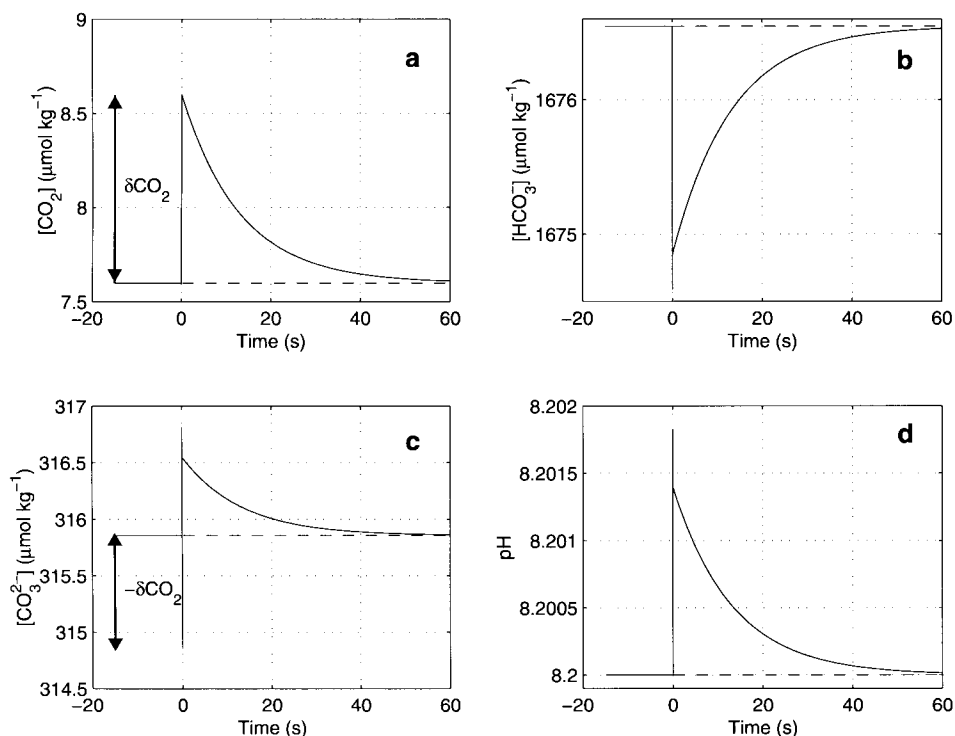 a
[CO₂] (μmol kg⁻¹)
9
8.5
8
7.5
δCO₂
−20
0
20
40
60
Time (s)
b
[HCO₃⁻] (μmol kg⁻¹)
1676
1675
−20
0
20
40
60
Time (s)
c
[CO₃²⁻] (μmol kg⁻¹)
317
316.5
316
315.5
315
314.5
−δCO₂
−20
0
20
40
60
Time (s)
d
pH
8.202
8.2015
8.201
8.2005
8.2
−20
0
20
40
60
Time (s)